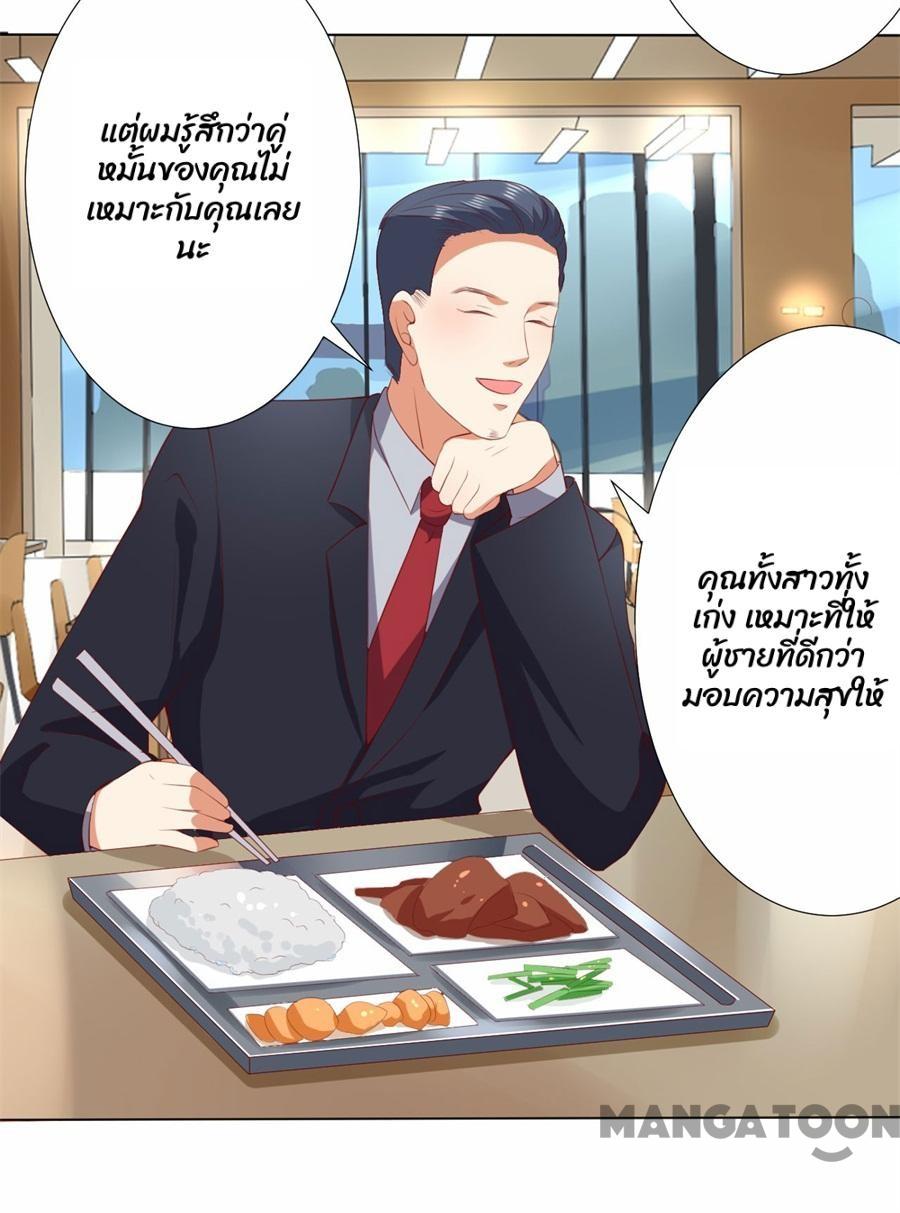 แต่ผมรู้สึกว่าคู่
หมั้นของคุณไม่
เหมาะกับคุณเลย
นะ
คุณทั้งสาวทั้ง
เก่ง เหมาะที่ให้
ผู้ชายที่ดีกว่า
มอบความสุขให้
MANGATOON